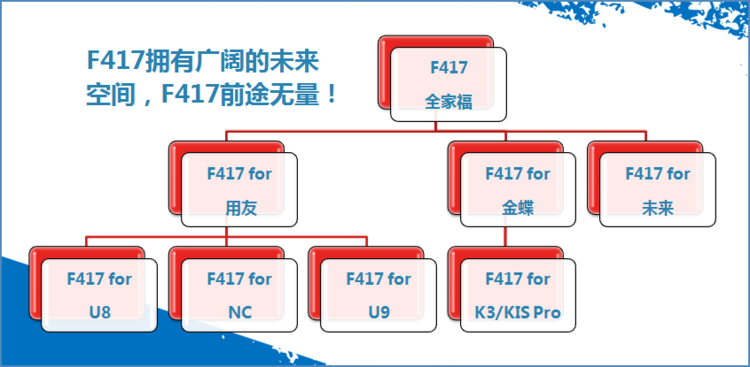 F417拥有广阔的未来
空间，F417前途无量！
F417
全家福
F417 for
用友
F417 for
金蝶
F417 for
未来
F417 for
U8
F417 for
NC
F417 for
U9
F417 for
K3/KIS Pro